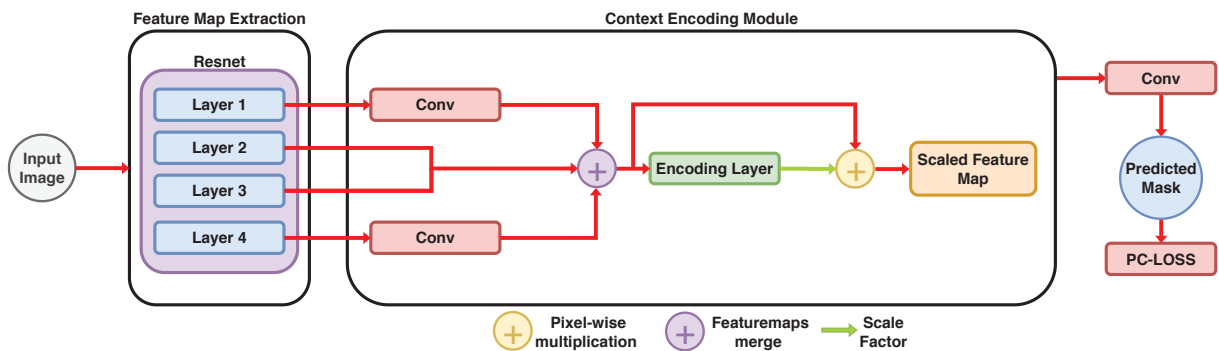 Feature Map Extraction
Context Encoding Module
Resnet
Layer 1
Layer 2
Layer 3
Layer 4
Input
Image
Conv
Conv
+
Encoding Layer
+
Scaled Feature
Map
Conv
Predicted
Mask
PC-LOSS
+
Pixel-wise
multiplication
+
Featuremaps
merge
Scale
Factor